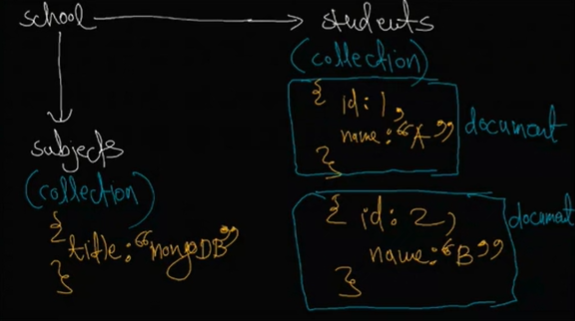 school
students
(collection)
{
id: 1,
name: “A”
}
document
{ id: 2,
name: “B”
}
document
subjects
(collection)
{
title: “mongoDB”
}